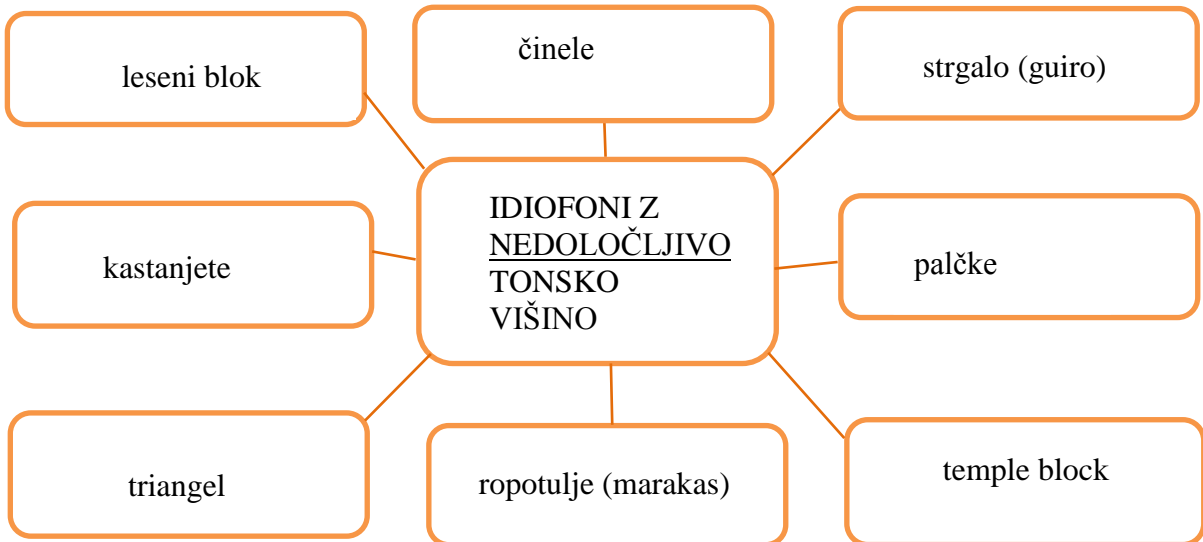 leseni blok
činele
strgalo (guiro)
kastanjete
IDIOFONI Z
NEDOLOČLJIVO
TONSKO
VIŠINO
palčke
triangel
ropotulje (marakas)
temple block